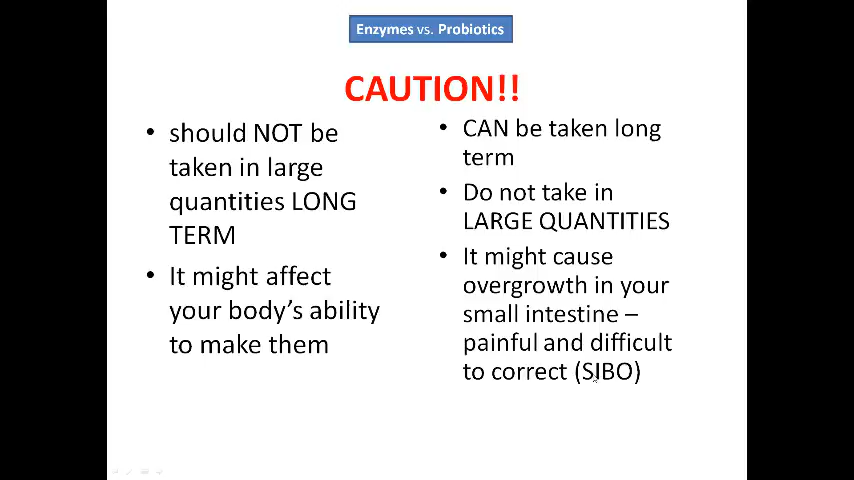 Enzymes vs. Probiotics
CAUTION!!
• should NOT be
taken in large
quantities LONG
TERM
• It might affect
your body’s ability
to make them
• CAN be taken long
term
• Do not take in
LARGE QUANTITIES
• It might cause
overgrowth in your
small intestine –
painful and difficult
to correct (SIBO)